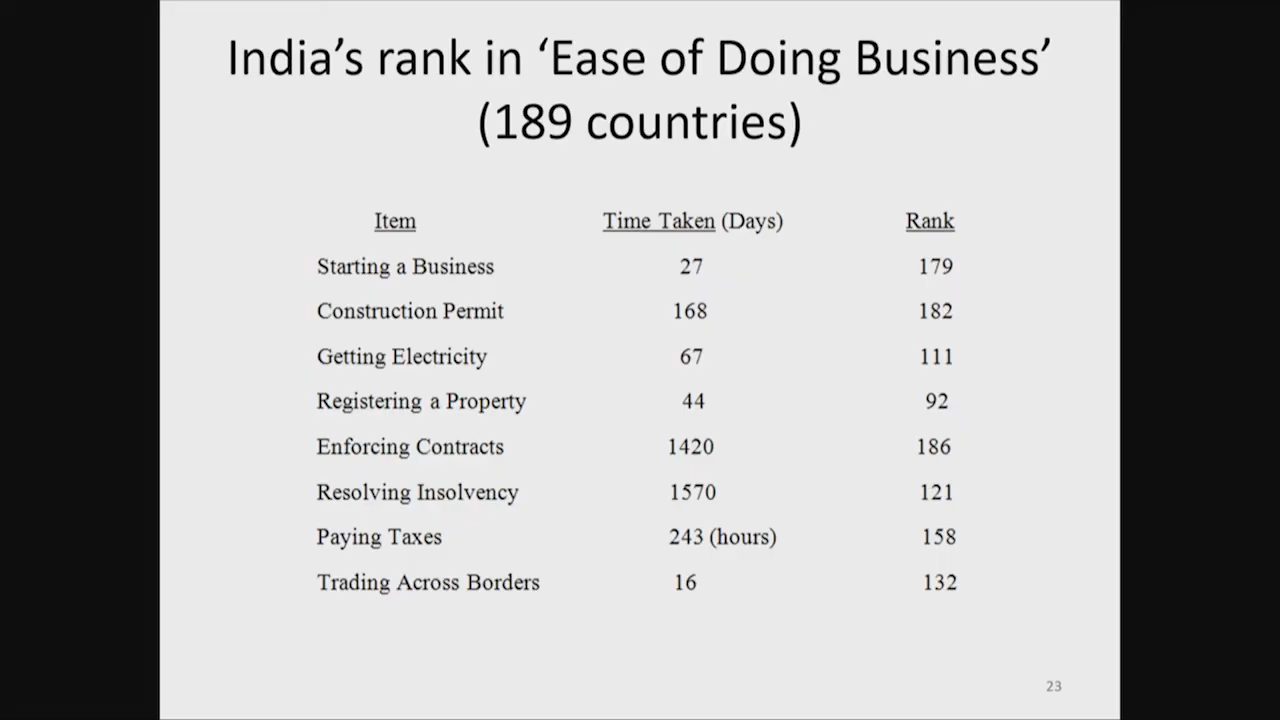 India’s rank in ‘Ease of Doing Business’
(189 countries)
Item Time Taken (Days) Rank
Starting a Business 27 179
Construction Permit 168 182
Getting Electricity 67 111
Registering a Property 44 92
Enforcing Contracts 1420 186
Resolving Insolvency 1570 121
Paying Taxes 243 (hours) 158
Trading Across Borders 16 132
23